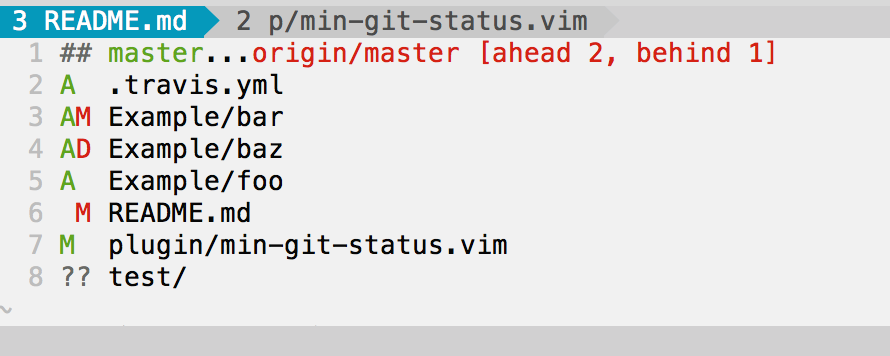 3 README.md 2 p/min-git-status.vim
1 ## master...origin/master [ahead 2, behind 1]
2 A  .travis.yml
3 AM Example/bar
4 AD Example/baz
5 A  Example/foo
6  M README.md
7 M  plugin/min-git-status.vim
8 ?? test/
~